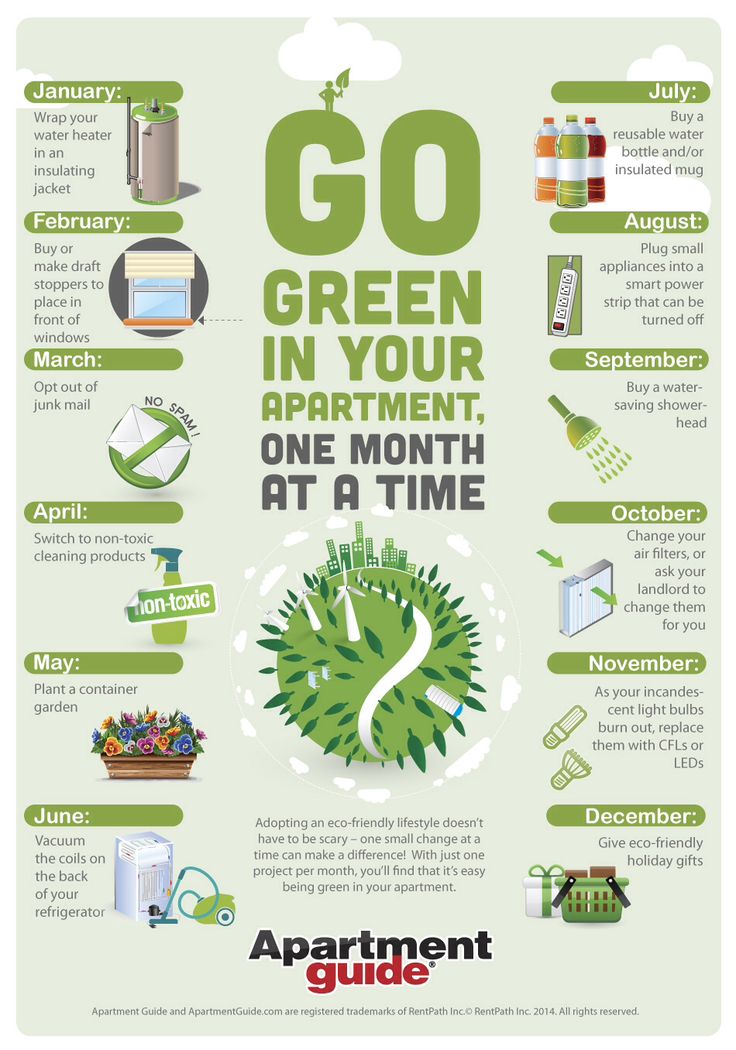 GO
GREEN
IN YOUR
APARTMENT,
ONE MONTH
AT A TIME
January:
Wrap your
water heater
in an
insulating
jacket
February:
Buy or
make draft
stoppers to
place in
front of
windows
March:
Opt out of
junk mail
NO SPAM!
April:
Switch to non-toxic
cleaning products
non-toxic
May:
Plant a container
garden
June:
Vacuum
the coils on
the back
of your
refrigerator
July:
Buy a
reusable water
bottle and/or
insulated mug
August:
Plug small
appliances into a
smart power
strip that can be
turned off
September:
Buy a water-
saving shower-
head
October:
Change your
air filters, or
ask your
landlord to
change them
for you
November:
As your incandes-
cent light bulbs
burn out, replace
them with CFLs or
LEDs
December:
Give eco-friendly
holiday gifts
Adopting an eco-friendly lifestyle doesn't
have to be scary – one small change at a
time can make a difference! With just one
project per month, you'll find that it's easy
being green in your apartment.
Apartment
guide®
Apartment Guide and ApartmentGuide.com are registered trademarks of RentPath Inc.© RentPath Inc. 2014. All rights reserved.